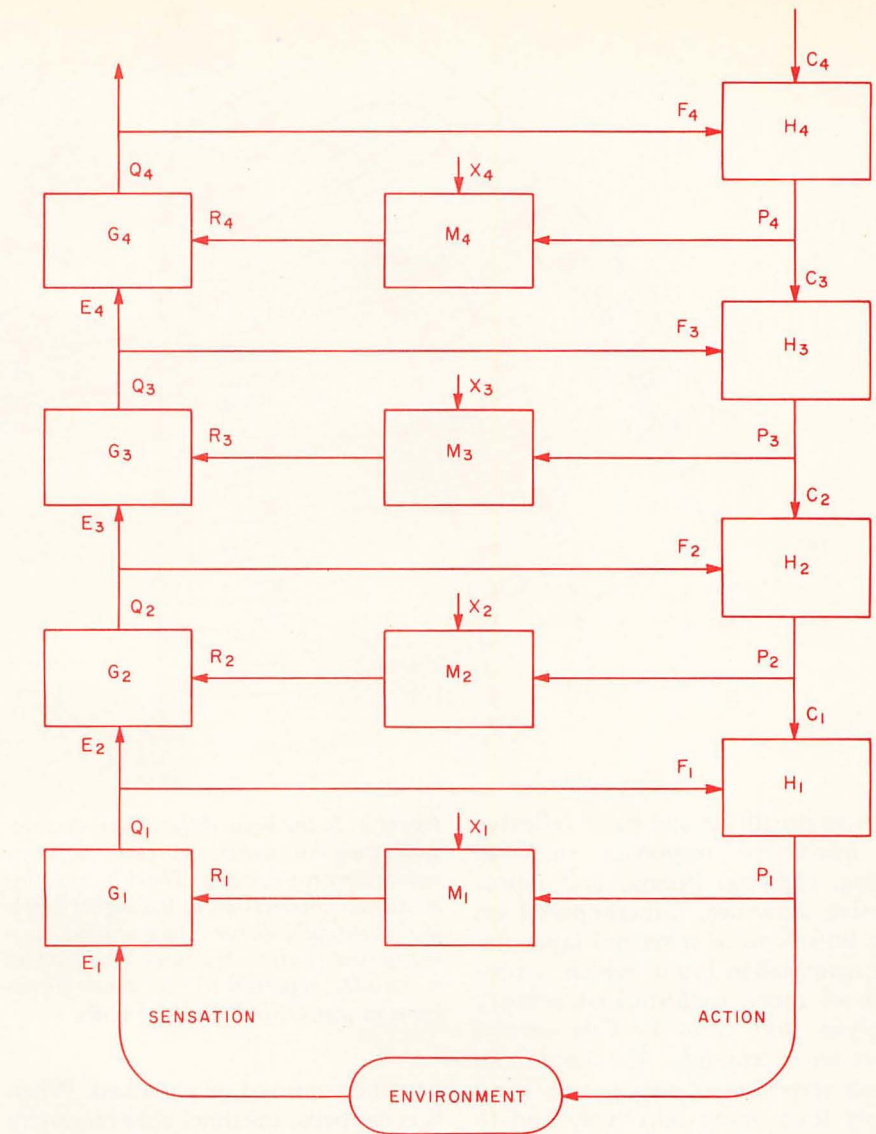 C₄
F₄ H₄
Q₄ X₄
G₄ R₄ M₄ P₄
C₃
E₄
F₃ H₃
Q₃ X₃
G₃ R₃ M₃ P₃
C₂
E₃
F₂ H₂
Q₂ X₂
G₂ R₂ M₂ P₂
C₁
E₂
F₁ H₁
Q₁ X₁
G₁ R₁ M₁ P₁
E₁
SENSATION ACTION
ENVIRONMENT